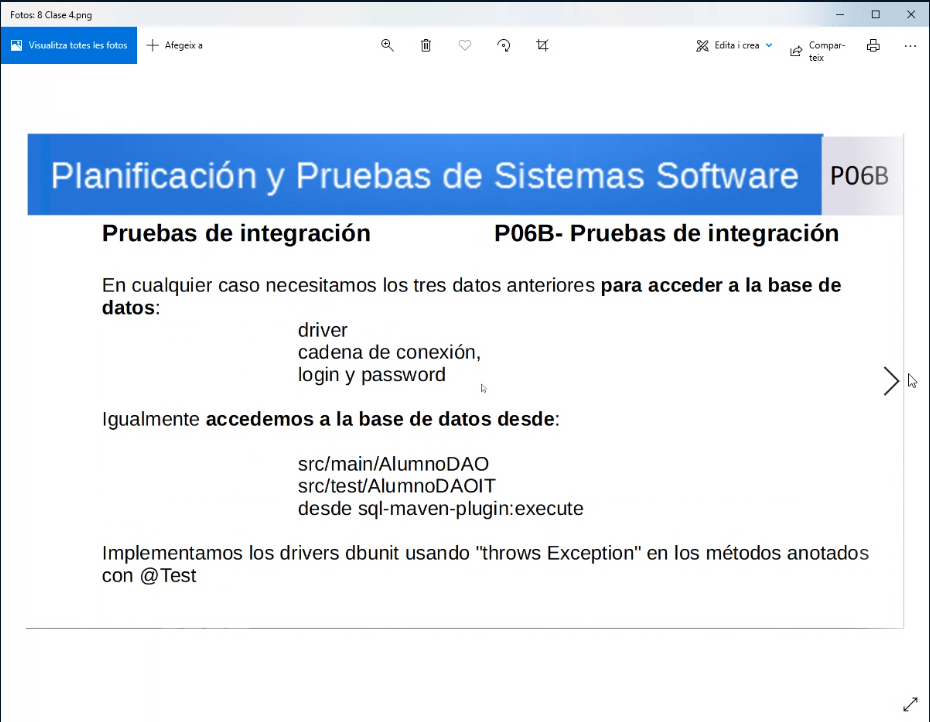 Fotos: 8 Clase 4.png
Visualitza totes les fotos
Afegeix a
Edita i crea
Compar-
teix
Planificación y Pruebas de Sistemas Software
P06B
Pruebas de integración
P06B- Pruebas de integración
En cualquier caso necesitamos los tres datos anteriores para acceder a la base de
datos:
driver
cadena de conexión,
login y password
Igualmente accedemos a la base de datos desde:
src/main/AlumnoDAO
src/test/AlumnoDAOIT
desde sql-maven-plugin:execute
Implementamos los drivers dbunit usando "throws Exception" en los métodos anotados
con @Test